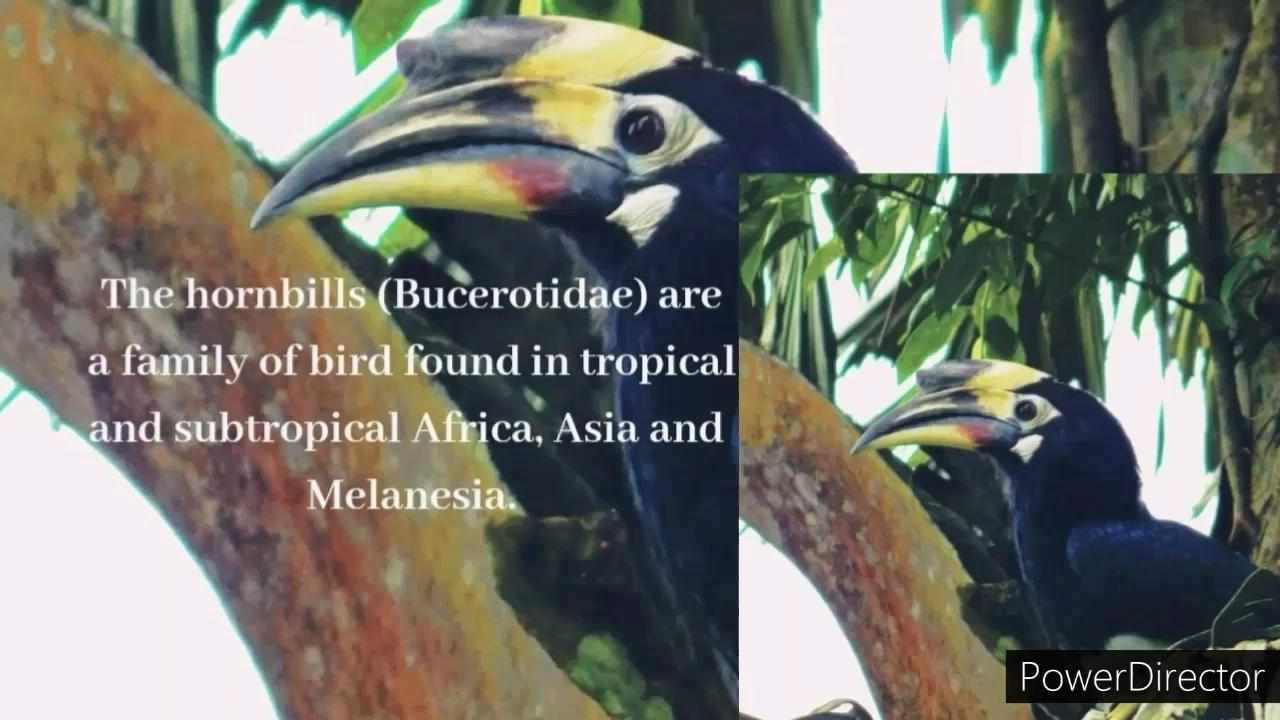 The hornbills (Bucerotidae) are
a family of bird found in tropical
and subtropical Africa, Asia and
Melanesia.
PowerDirector